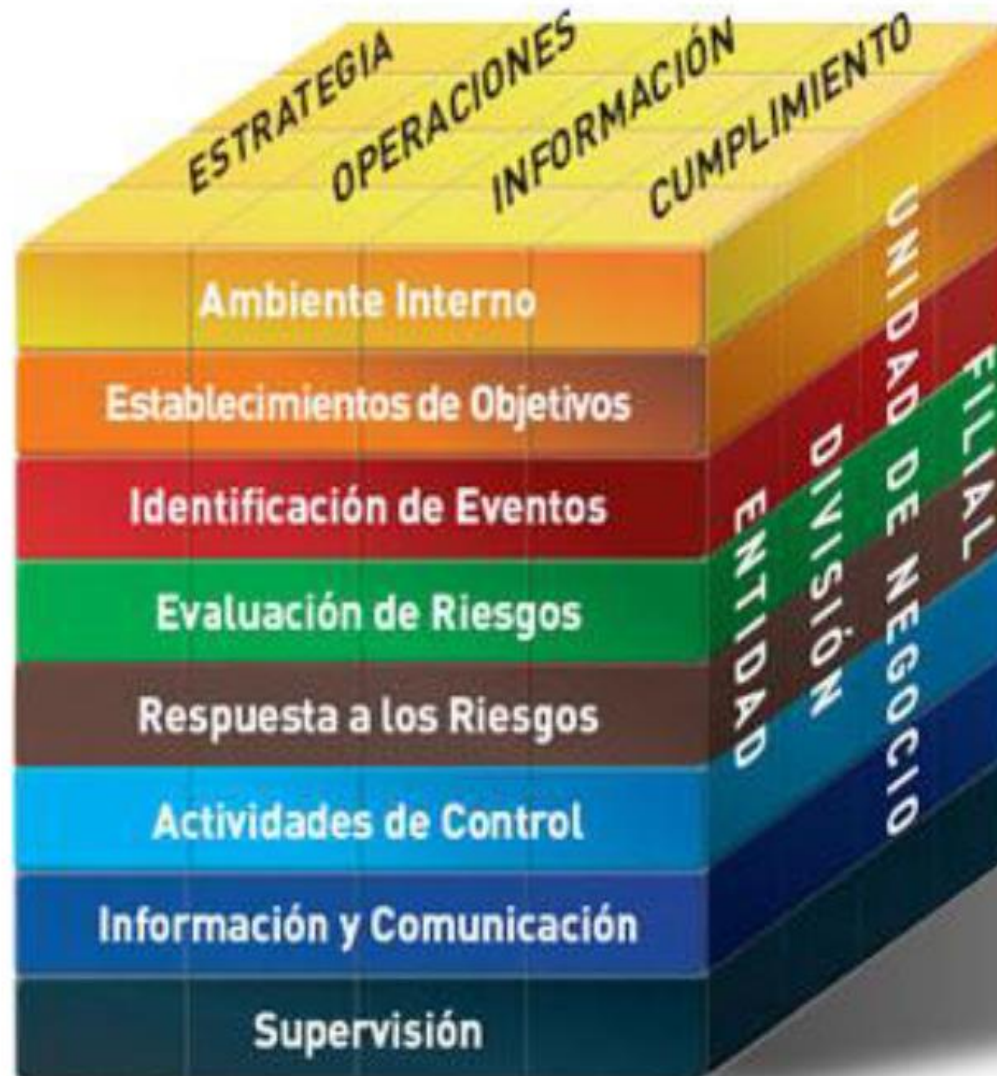 ESTRATEGIA
OPERACIONES
INFORMACIÓN
CUMPLIMIENTO
Ambiente Interno
Establecimientos de Objetivos
Identificación de Eventos
Evaluación de Riesgos
Respuesta a los Riesgos
Actividades de Control
Información y Comunicación
Supervisión
ENTIDAD
DIVISIÓN
UNIDAD DE NEGOCIO
FILIAL